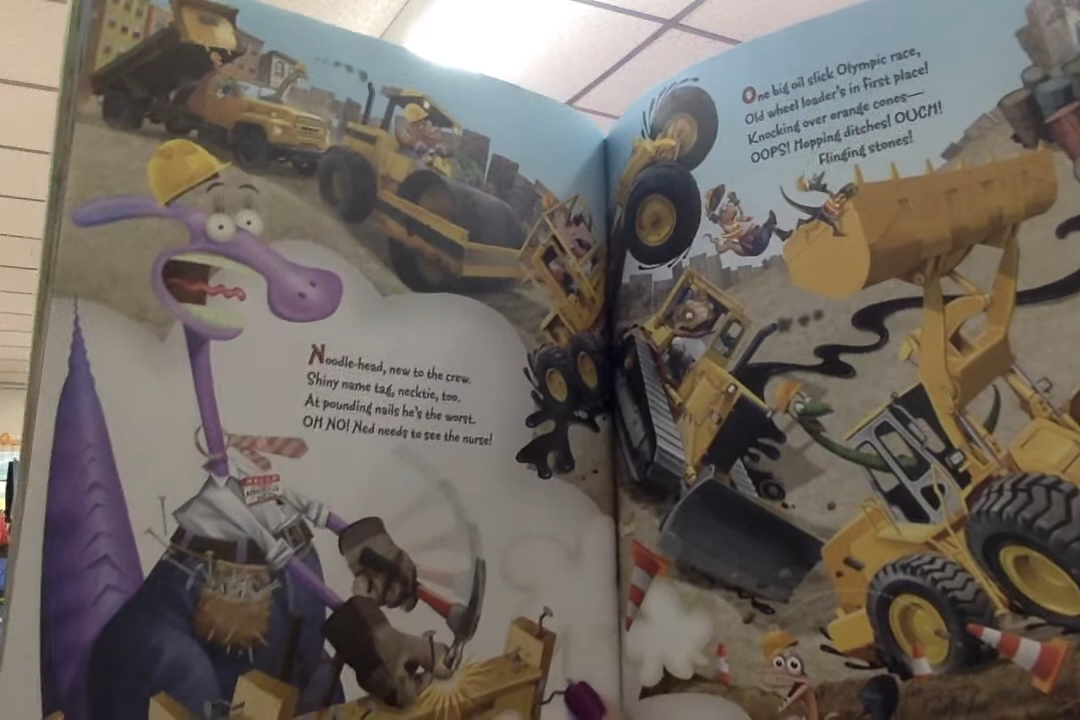 Noodle-head, new to the crew.
Shiny name tag, necktie, too.
At pounding nails he's the worst.
OH NO! Ned needs to see the nurse!
One big oil slick Olympic race,
Old wheel loader's in first place!
Knocking over orange cones—
OOPS! Hopping ditches! OUCH!
Flinging stones!
HELLO